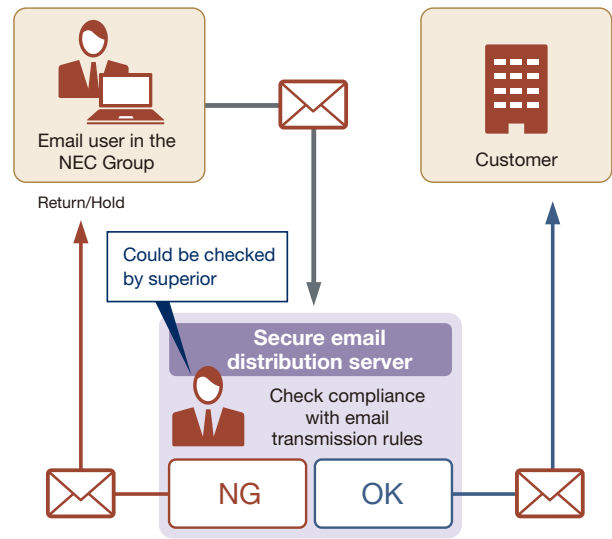 Email user in the
NEC Group
Customer
Return/Hold
Could be checked
by superior
Secure email
distribution server
Check compliance
with email
transmission rules
NG
OK